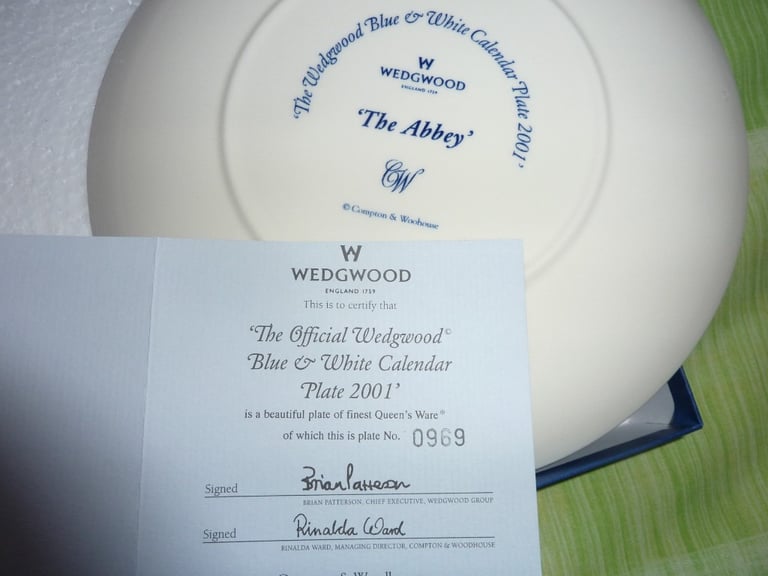 'The Wedgwood Blue & White Calendar Plate 2001'
W
WEDGWOOD
ENGLAND 1759
'The Abbey'
CW
© Compton & Woohouse
W
WEDGWOOD
ENGLAND 1759
This is to certify that
'The Official Wedgwood©
Blue & White Calendar
Plate 2001'
is a beautiful plate of finest Queen's Ware®
of which this is plate No. 0969
Signed Brian Patterson
BRIAN PATTERSON, CHIEF EXECUTIVE, WEDGWOOD GROUP
Signed Rinalda Ward
RINALDA WARD, MANAGING DIRECTOR, COMPTON & WOODHOUSE